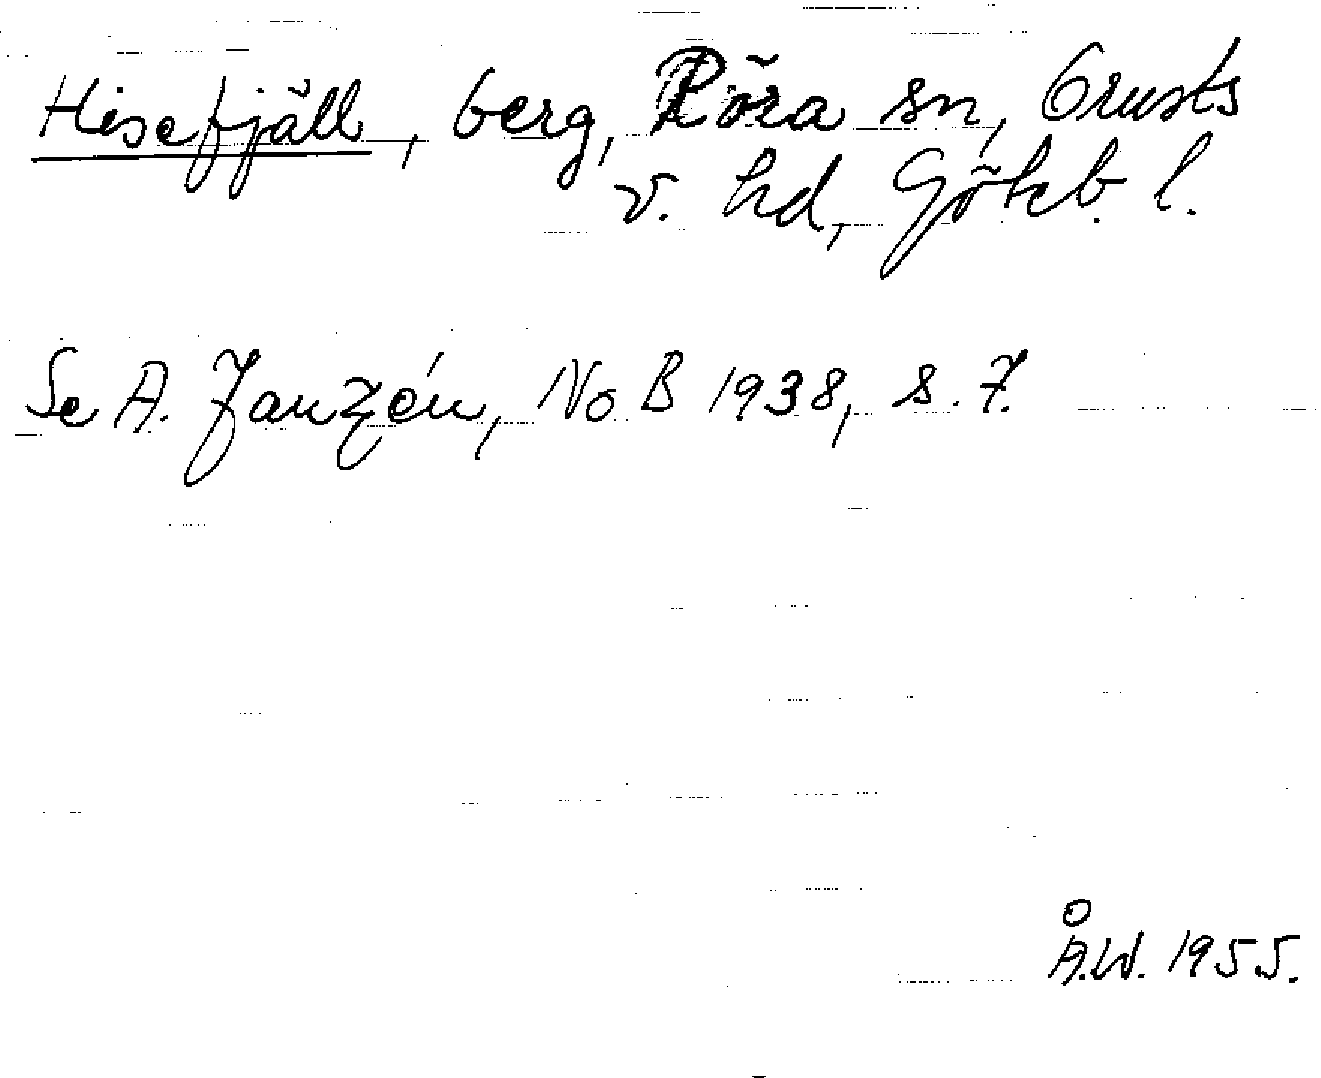 Hisefjäll, berg, Röra sn, Orusts
v. hd, Göteb. l.
Se A. Janzén, NoB 1938, s. 7.
Å.W. 1955.